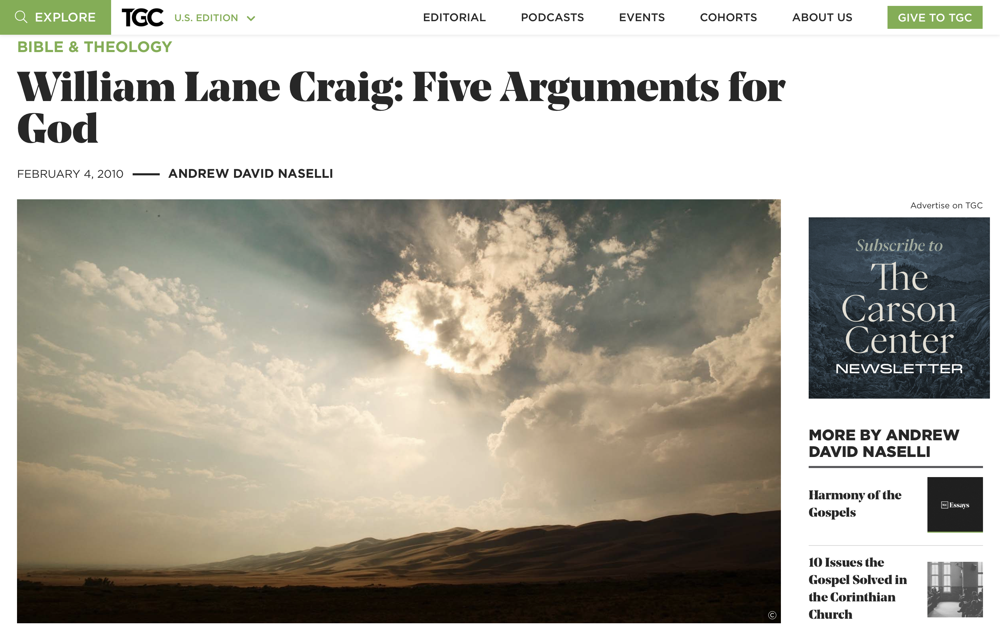 EXPLORE
TGC
U.S. EDITION
EDITORIAL
PODCASTS
EVENTS
COHORTS
ABOUT US
GIVE TO TGC
BIBLE & THEOLOGY
William Lane Craig: Five Arguments for
God
FEBRUARY 4, 2010
ANDREW DAVID NASELLI
©
Advertise on TGC
Subscribe to
The
Carson
Center
NEWSLETTER
MORE BY ANDREW
DAVID NASELLI
Harmony of the
Gospels
TGC Essays
10 Issues the
Gospel Solved in
the Corinthian
Church